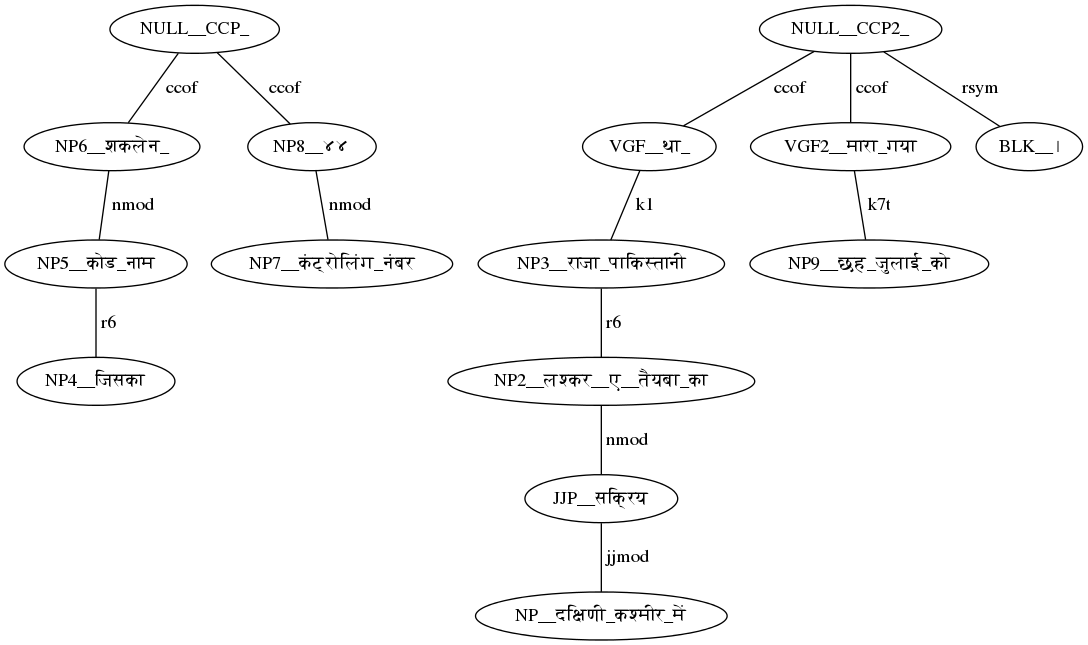 NULL__CCP_ NULL__CCP2_
ccof ccof ccof ccof rsym
NP6__शकलेन_ NP8__४४ VGF__था_ VGF2__मारा_गया BLK__।
nmod nmod k1 k7t
NP5__कोड_नाम NP7__कंट्रोलिंग_नंबर NP3__राजा_पाकिस्तानी NP9__छह_जुलाई_को
r6 r6
NP4__जिसका NP2__लश्कर__ए__तैयबा_का
nmod
JJP__सक्रिय
jjmod
NP__दक्षिणी_कश्मीर_में